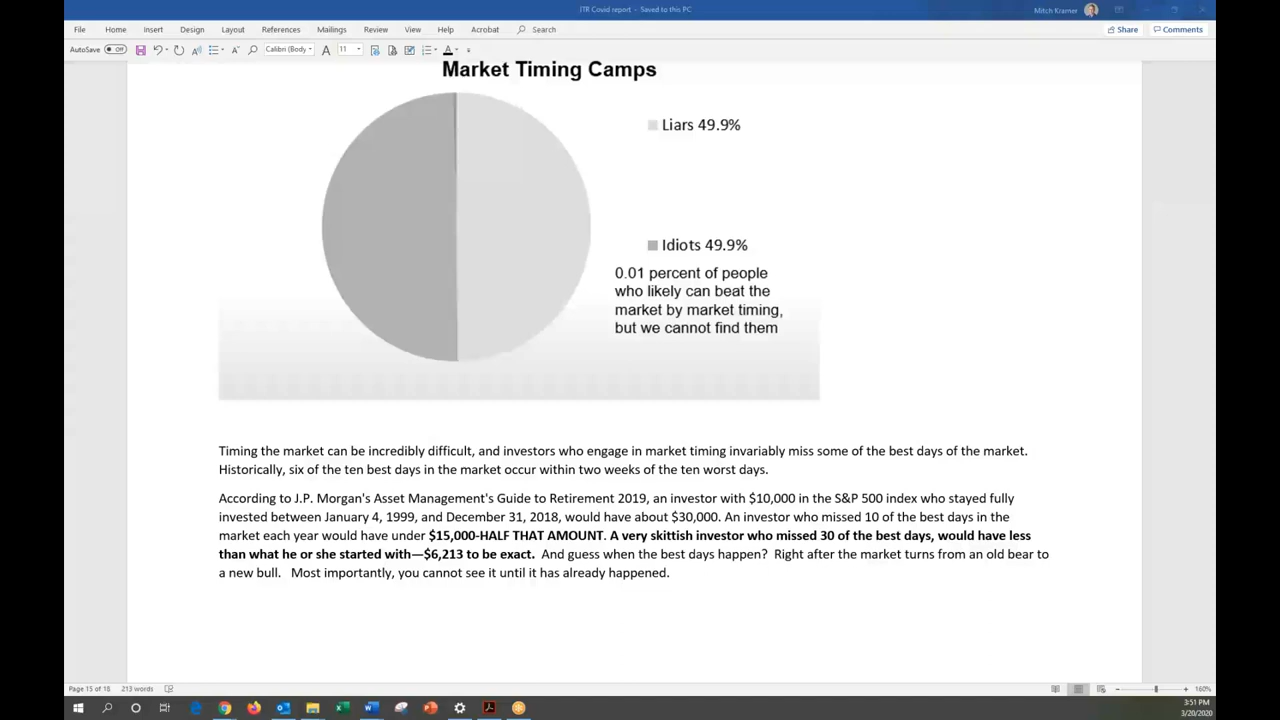 JTR Covid report - Saved to this PC
Mitch Kramer
File Home Insert Design Layout References Mailings Review View Help Acrobat Search
Share Comments
AutoSave Off
Calibri (Body 11
Market Timing Camps
Liars 49.9%
Idiots 49.9%
0.01 percent of people
who likely can beat the
market by market timing,
but we cannot find them
Timing the market can be incredibly difficult, and investors who engage in market timing invariably miss some of the best days of the market.
Historically, six of the ten best days in the market occur within two weeks of the ten worst days.
According to J.P. Morgan's Asset Management's Guide to Retirement 2019, an investor with $10,000 in the S&P 500 index who stayed fully
invested between January 4, 1999, and December 31, 2018, would have about $30,000. An investor who missed 10 of the best days in the
market each year would have under $15,000-HALF THAT AMOUNT. A very skittish investor who missed 30 of the best days, would have less
than what he or she started with—$6,213 to be exact. And guess when the best days happen? Right after the market turns from an old bear to
a new bull. Most importantly, you cannot see it until it has already happened.
Page 15 of 18 213 words
160%
3:51 PM
3/20/2020